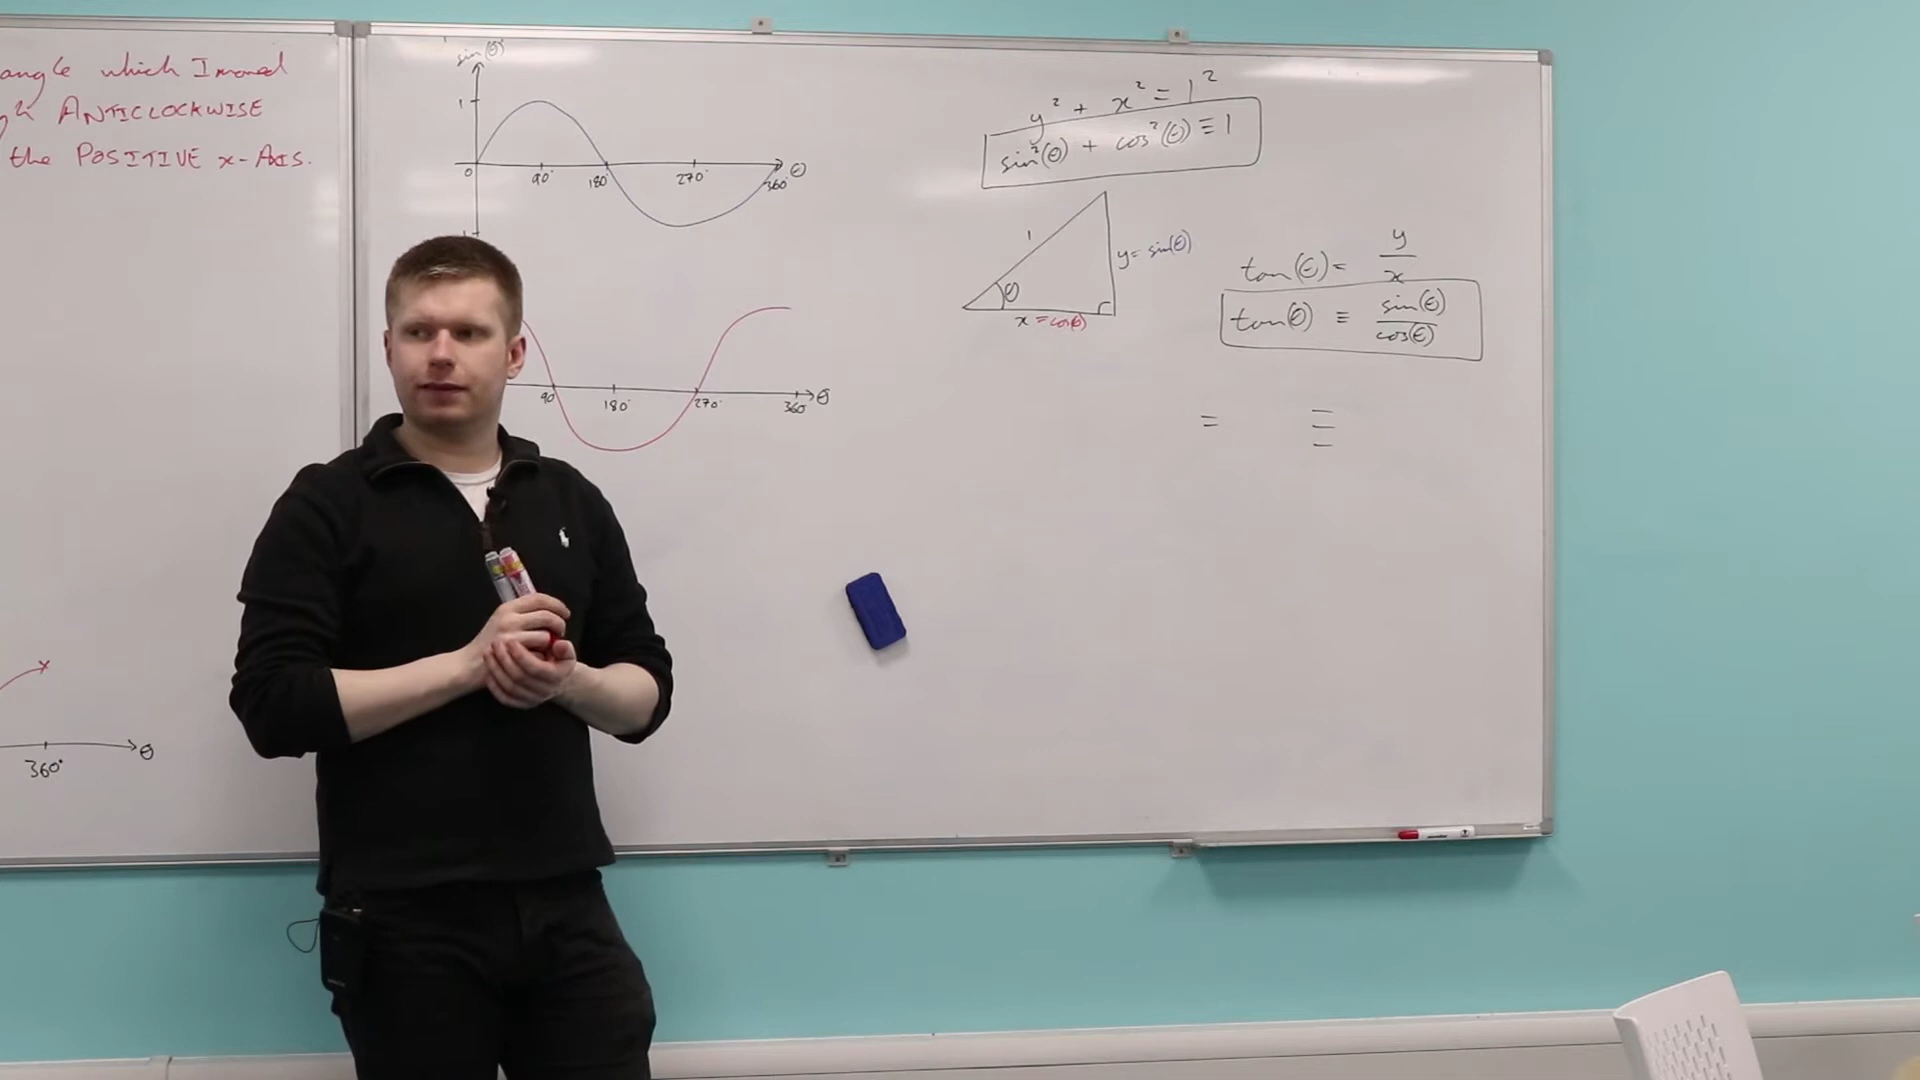 angle which I moved
ANTICLOCKWISE
the POSITIVE x-AXIS.
360° θ
sin(θ)
1
0 90° 180° 270° 360° θ
90 180° 270° 360° θ
y² + x² = 1²
sin²(θ) + cos²(θ) ≡ 1
1
θ
y = sin(θ)
x = cos(θ)
tan(θ) = y/x
tan(θ) ≡ sin(θ)/cos(θ)
= ≡